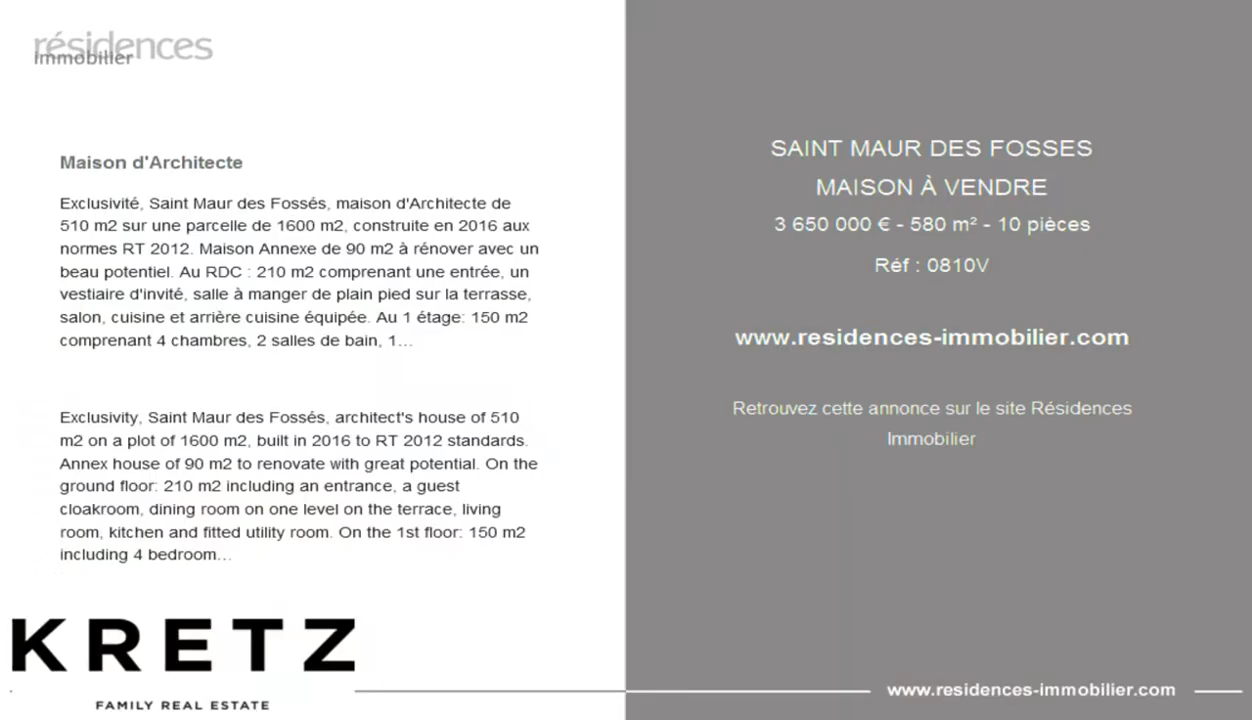 résidences
Immobilier
Maison d'Architecte
Exclusivité, Saint Maur des Fossés, maison d'Architecte de
510 m2 sur une parcelle de 1600 m2, construite en 2016 aux
normes RT 2012. Maison Annexe de 90 m2 à rénover avec un
beau potentiel. Au RDC : 210 m2 comprenant une entrée, un
vestiaire d'invité, salle à manger de plain pied sur la terrasse,
salon, cuisine et arrière cuisine équipée. Au 1 étage: 150 m2
comprenant 4 chambres, 2 salles de bain, 1...
Exclusivity, Saint Maur des Fossés, architect's house of 510
m2 on a plot of 1600 m2, built in 2016 to RT 2012 standards.
Annex house of 90 m2 to renovate with great potential. On the
ground floor: 210 m2 including an entrance, a guest
cloakroom, dining room on one level on the terrace, living
room, kitchen and fitted utility room. On the 1st floor: 150 m2
including 4 bedroom...
KRETZ
FAMILY REAL ESTATE
SAINT MAUR DES FOSSES
MAISON À VENDRE
3 650 000 € - 580 m² - 10 pièces
Réf : 0810V
www.residences-immobilier.com
Retrouvez cette annonce sur le site Résidences
Immobilier
www.residences-immobilier.com